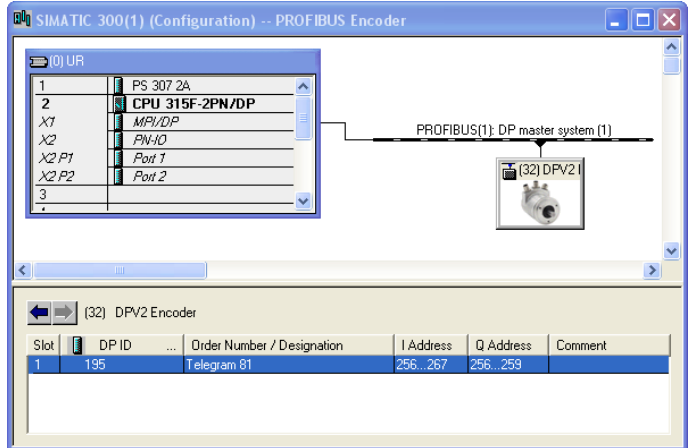 SIMATIC 300(1) (Configuration) -- PROFIBUS Encoder
(0) UR
1 PS 307 2A
2 CPU 315F-2PN/DP
X1 MPI/DP
X2 PN-IO
X2 P1 Port 1
X2 P2 Port 2
3
PROFIBUS(1): DP master system (1)
(32) DPV2
(32) DPV2 Encoder
Slot DP ID ... Order Number / Designation I Address Q Address Comment
1 195 Telegram 81 256...267 256...259